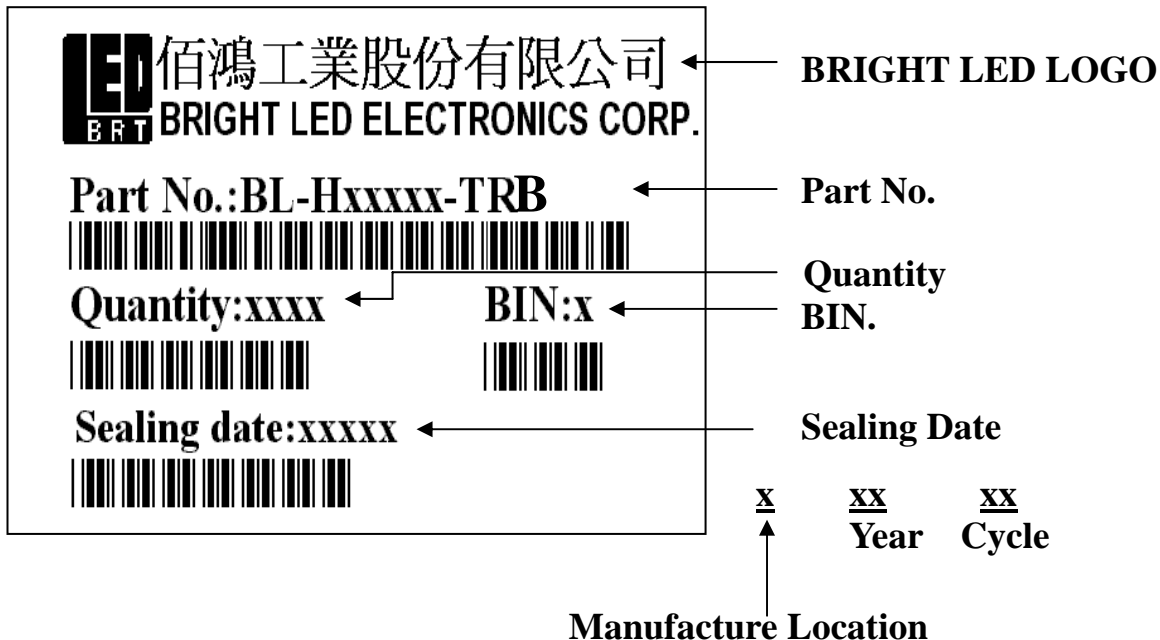 LED 佰鴻工業股份有限公司 BRIGHT LED LOGO
BRT BRIGHT LED ELECTRONICS CORP.
Part No.:BL-Hxxxxx-TRB Part No.
Quantity
Quantity:xxxx BIN:x BIN.
Sealing date:xxxxx Sealing Date
x xx xx
Year Cycle
Manufacture Location